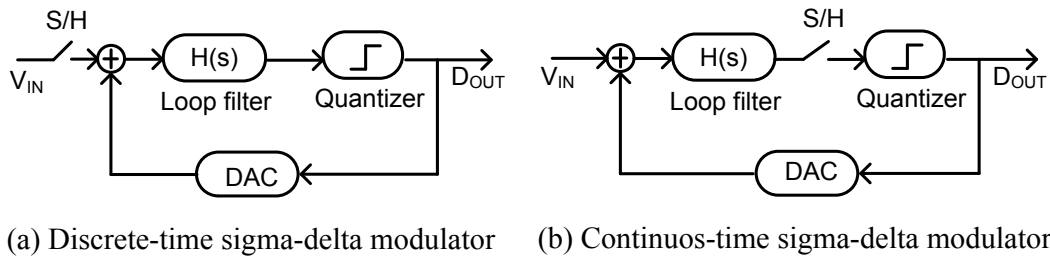 S/H
V_IN
H(s)
Loop filter
Quantizer
D_OUT
DAC
(a) Discrete-time sigma-delta modulator
S/H
V_IN
H(s)
Loop filter
Quantizer
D_OUT
DAC
(b) Continuos-time sigma-delta modulator